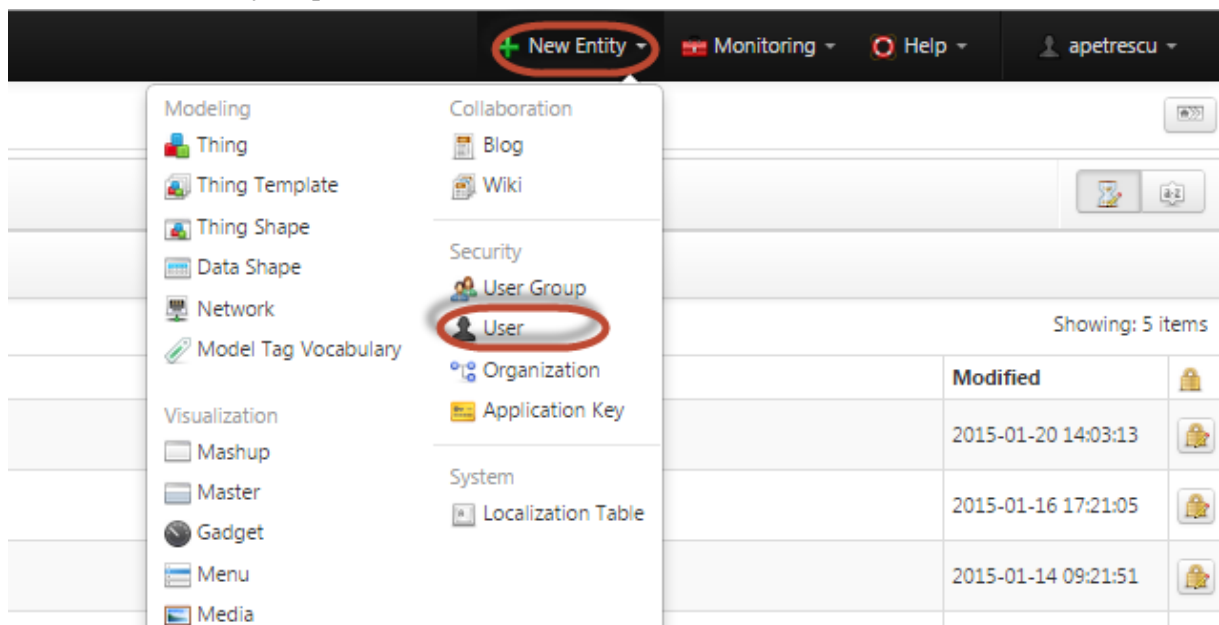 New Entity
Monitoring
Help
apetrescu
Modeling
Thing
Thing Template
Thing Shape
Data Shape
Network
Model Tag Vocabulary
Visualization
Mashup
Master
Gadget
Menu
Media
Collaboration
Blog
Wiki
Security
User Group
User
Organization
Application Key
System
Localization Table
a-z
Showing: 5 items
Modified
2015-01-20 14:03:13
2015-01-16 17:21:05
2015-01-14 09:21:51